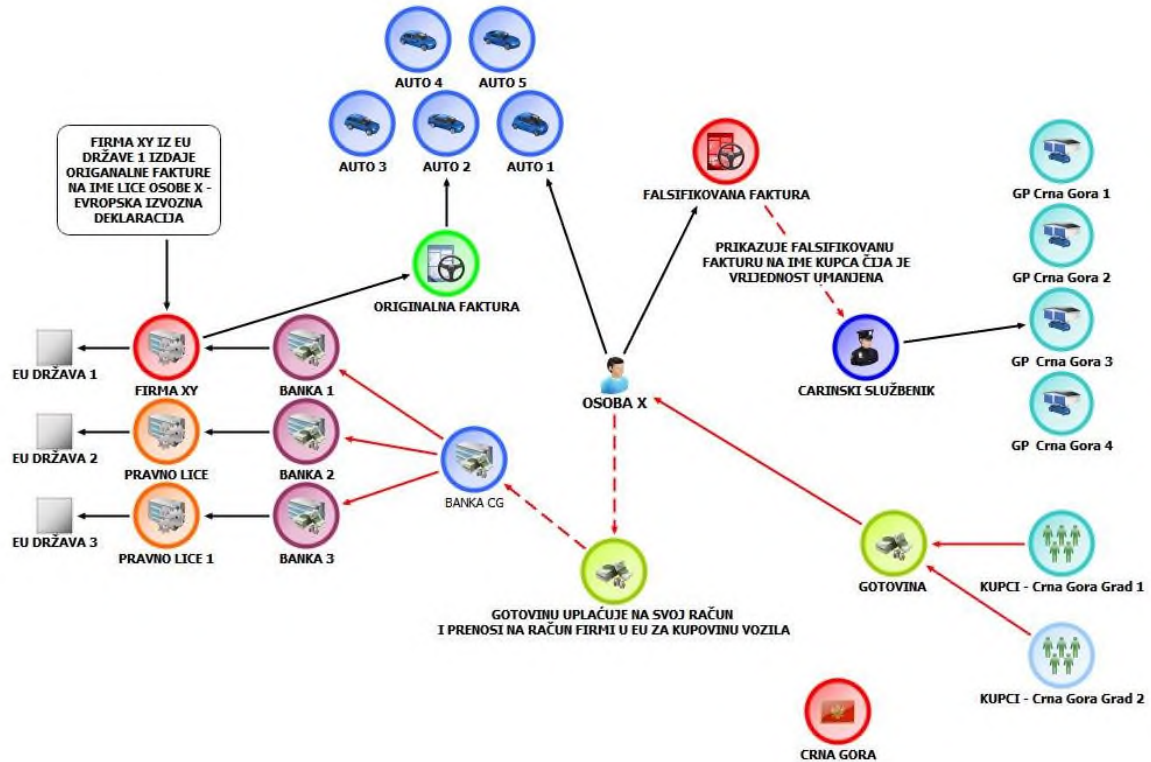 AUTO 4
AUTO 5
AUTO 3
AUTO 2
AUTO 1
FIRMA XY IZ EU
DRŽAVE 1 IZDAJE
ORIGANALNE FAKTURE
NA IME LICE OSOBE X -
EVROPSKA IZVOZNA
DEKLARACIJA
FALSIFIKOVANA FAKTURA
GP Crna Gora 1
PRIKAZUJE FALSIFIKOVANU
FAKTURU NA IME KUPCA ČIJA JE
VRIJEDNOST UMANJENA
GP Crna Gora 2
ORIGINALNA FAKTURA
EU DRŽAVA 1
FIRMA XY
BANKA 1
OSOBA X
CARINSKI SLUŽBENIK
GP Crna Gora 3
GP Crna Gora 4
EU DRŽAVA 2
PRAVNO LICE
BANKA 2
BANKA CG
EU DRŽAVA 3
PRAVNO LICE 1
BANKA 3
GOTOVINA
KUPCI - Crna Gora Grad 1
GOTOVINU UPLAĆUJE NA SVOJ RAČUN
I PRENOSI NA RAČUN FIRMI U EU ZA KUPOVINU VOZILA
KUPCI - Crna Gora Grad 2
CRNA GORA